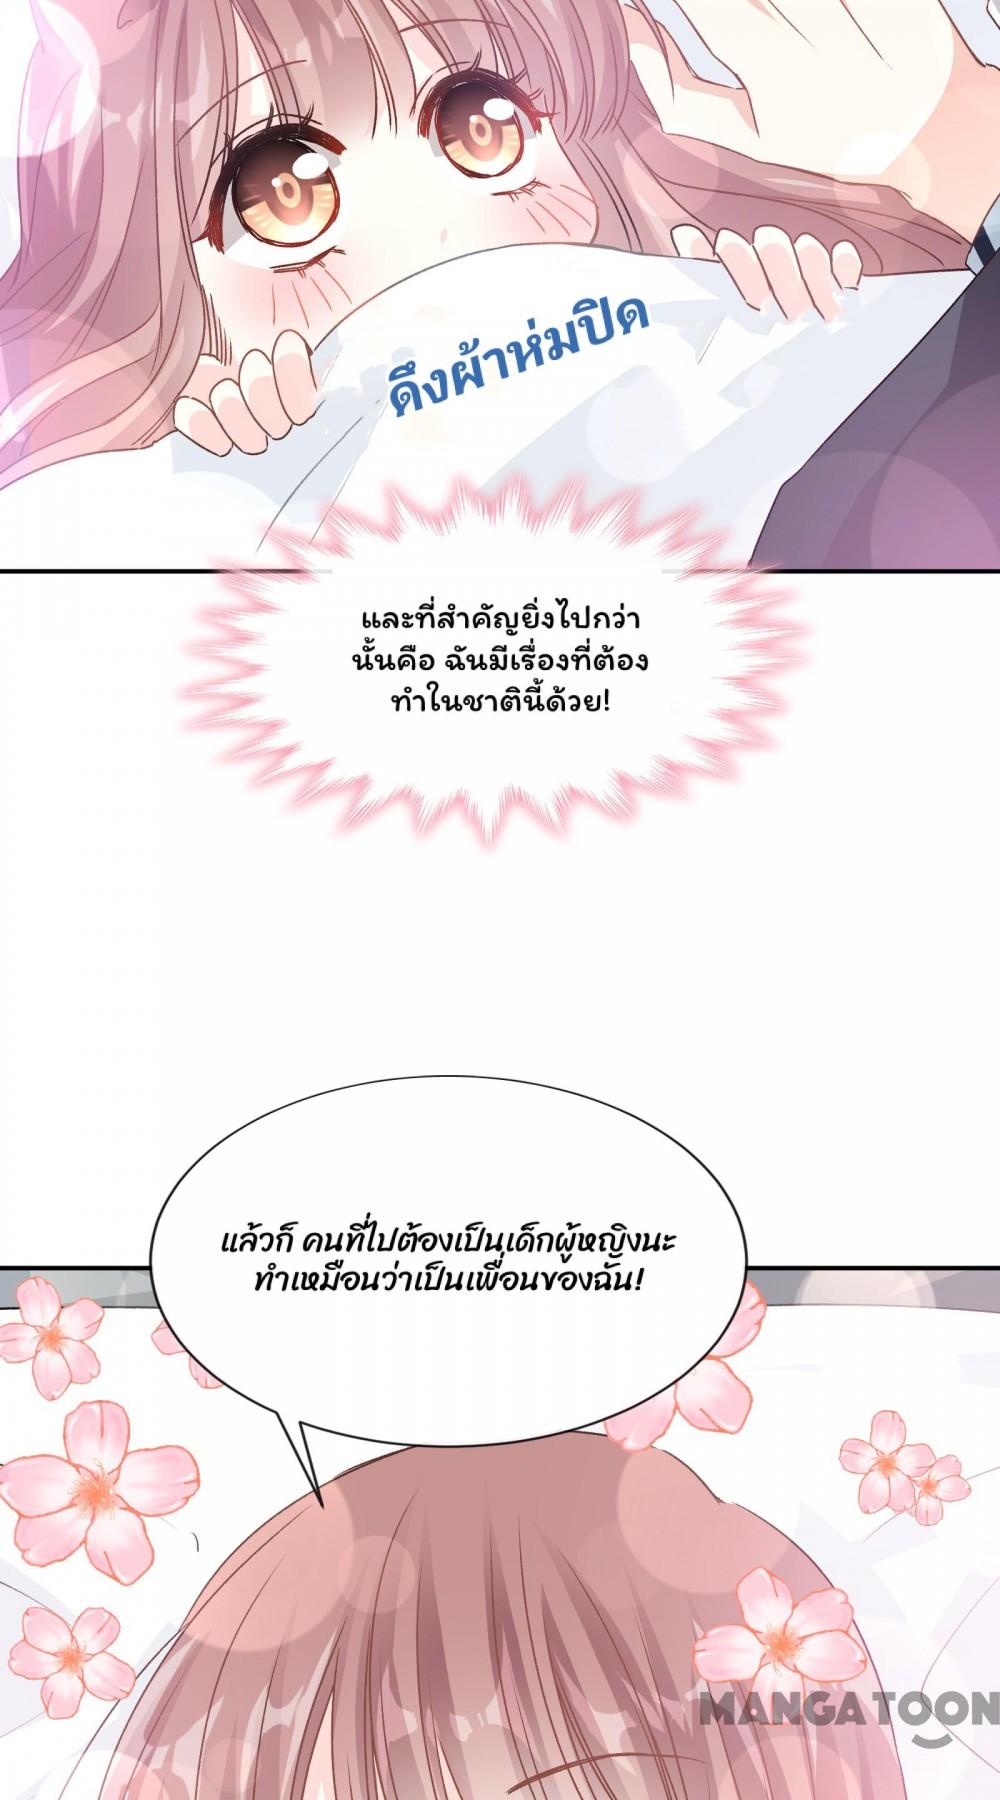 ดึงผ้าห่มปิด
และที่สำคัญยิ่งไปกว่า
นั้นคือ ฉันมีเรื่องที่ต้อง
ทำในชาตินี้ด้วย!
แล้วก็ คนที่ไปต้องเป็นเด็กผู้หญิงนะ
ทำเหมือนว่าเป็นเพื่อนของฉัน!
MANGATOON